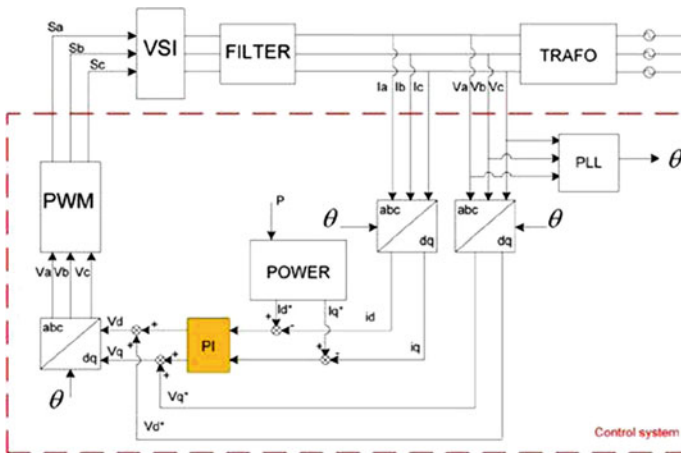 Sa
Sb
Sc
VSI
FILTER
TRAFO
Ia Ib Ic
Va Vb Vc
PLL
θ
PWM
P
θ
abc
dq
abc
dq
θ
POWER
Va Vb Vc
Id*
Iq*
id
iq
+
-
+
-
abc
dq
Vd
Vq
+
+
+
+
PI
θ
Vq*
Vd*
Control system